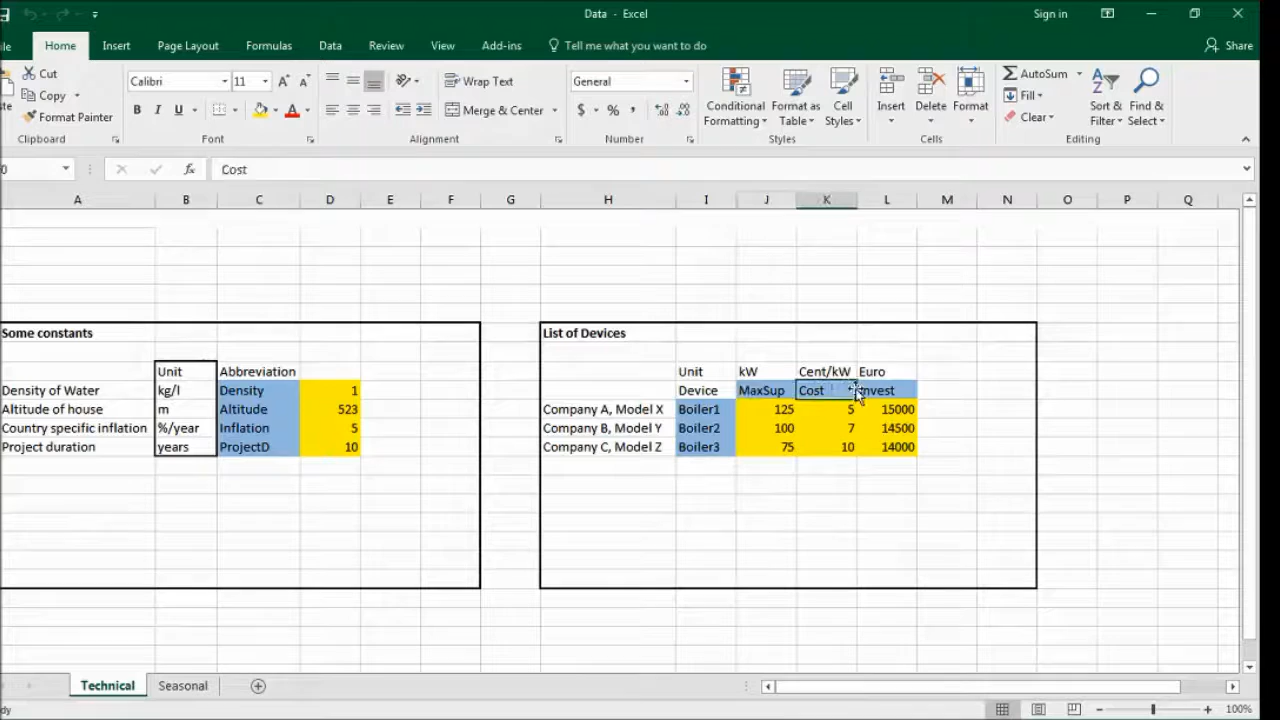 Data - Excel
Sign in
Home Insert Page Layout Formulas Data Review View Add-ins Tell me what you want to do Share
Cut
Copy
Format Painter
Clipboard
Calibri 11
B I U
Font
Wrap Text
Merge & Center
Alignment
General
$ % ,
Number
Conditional Formatting
Format as Table
Cell Styles
Styles
Insert Delete Format
Cells
AutoSum
Fill
Clear
Sort & Filter
Find & Select
Editing
fx Cost
A B C D E F G H I J K L M N O P Q
Some constants
Unit Abbreviation
Density of Water kg/l Density 1
Altitude of house m Altitude 523
Country specific inflation %/year Inflation 5
Project duration years ProjectD 10
List of Devices
Unit kW Cent/kW Euro
Device MaxSup Cost Invest
Company A, Model X Boiler1 125 5 15000
Company B, Model Y Boiler2 100 7 14500
Company C, Model Z Boiler3 75 10 14000
Technical Seasonal
100%